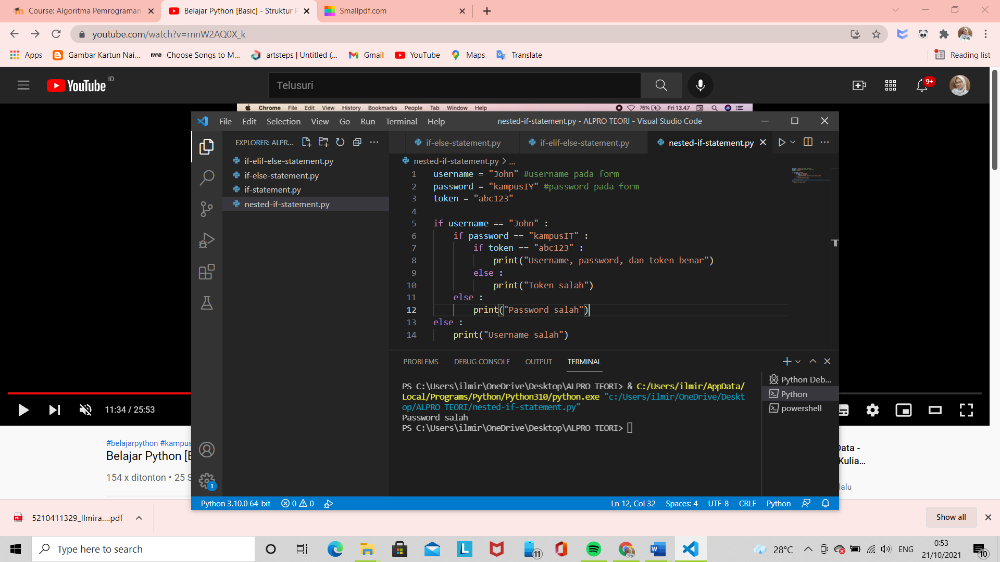 Course: Algoritma Pemrograman
Belajar Python [Basic] - Struktur P
Smallpdf.com
youtube.com/watch?v=rnnW2AQ0X_k
Apps
Gambar Kartun Nai...
rave
Choose Songs to M...
artsteps | Untitled (...
Gmail
YouTube
Maps
Translate
Reading list
YouTube ID
Telusuri
9+
Chrome File Edit View History Bookmarks People Tab Window Help
76% Fri 13.47
File Edit Selection View Go Run Terminal Help
nested-if-statement.py - ALPRO TEORI - Visual Studio Code
EXPLORER: ALPR...
if-elif-else-statement.py
if-else-statement.py
if-statement.py
nested-if-statement.py
if-else-statement.py
if-elif-else-statement.py
nested-if-statement.py
nested-if-statement.py > ...
1 username = "John" #username pada form
2 password = "kampusIY" #password pada form
3 token = "abc123"
4
5 if username == "John" :
6 if password == "kampusIT" :
7 if token == "abc123" :
8 print("Username, password, dan token benar")
9 else :
10 print("Token salah")
11 else :
12 print("Password salah")
13 else :
14 print("Username salah")
PROBLEMS DEBUG CONSOLE OUTPUT TERMINAL
PS C:\Users\ilmir\OneDrive\Desktop\ALPRO TEORI> & C:/Users/ilmir/AppData/
Local/Programs/Python/Python310/python.exe "c:/Users/ilmir/OneDrive/Deskt
op/ALPRO TEORI/nested-if-statement.py"
Password salah
PS C:\Users\ilmir\OneDrive\Desktop\ALPRO TEORI>
Python Deb...
Python
powershell
11:34 / 25:53
#belajarpython #kampus
Belajar Python [
154 x ditonton • 25 S
Data -
Kulia...
lalu
1
Python 3.10.0 64-bit
0 0
Ln 12, Col 32
Spaces: 4
UTF-8
CRLF
Python
PDF
5210411329_Ilmira....pdf
Show all
Type here to search
L
11
W
28°C
ENG
0:53
21/10/2021
10